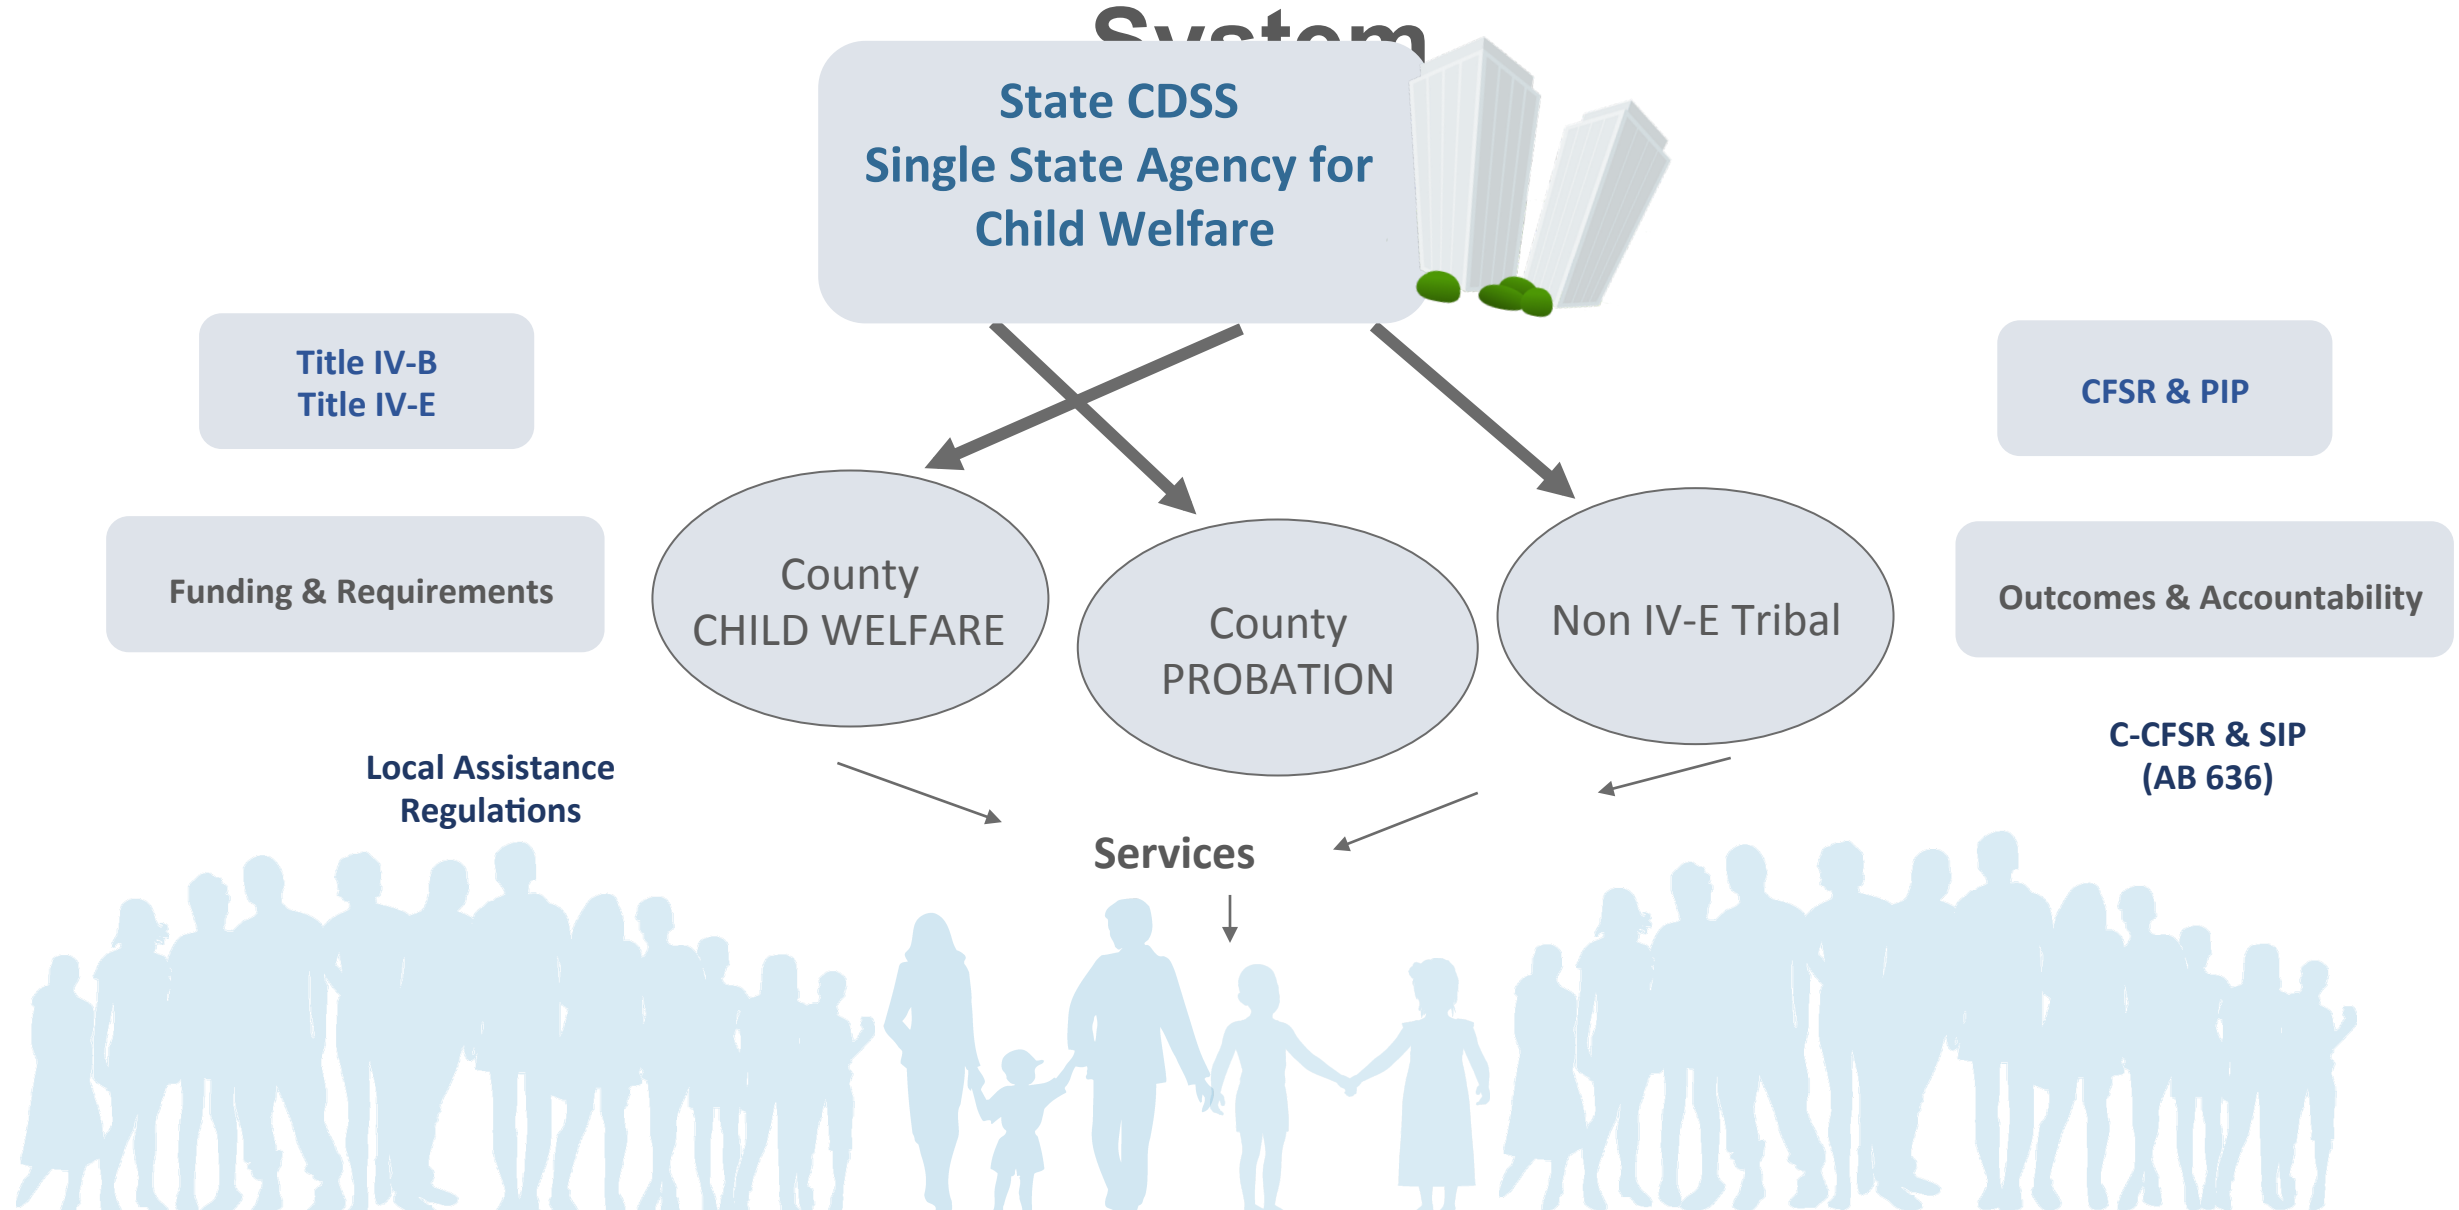 System
State CDSS
Single State Agency for
Child Welfare
Title IV-B
Title IV-E
CFSR & PIP
Funding & Requirements
County
CHILD WELFARE
County
PROBATION
Non IV-E Tribal
Outcomes & Accountability
Local Assistance
Regulations
C-CFSR & SIP
(AB 636)
Services